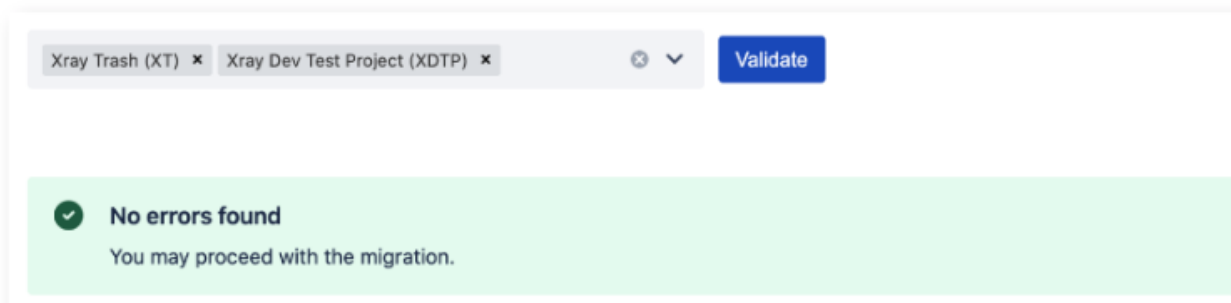 Xray Trash (XT) × Xray Dev Test Project (XDTP) × Validate
No errors found
You may proceed with the migration.